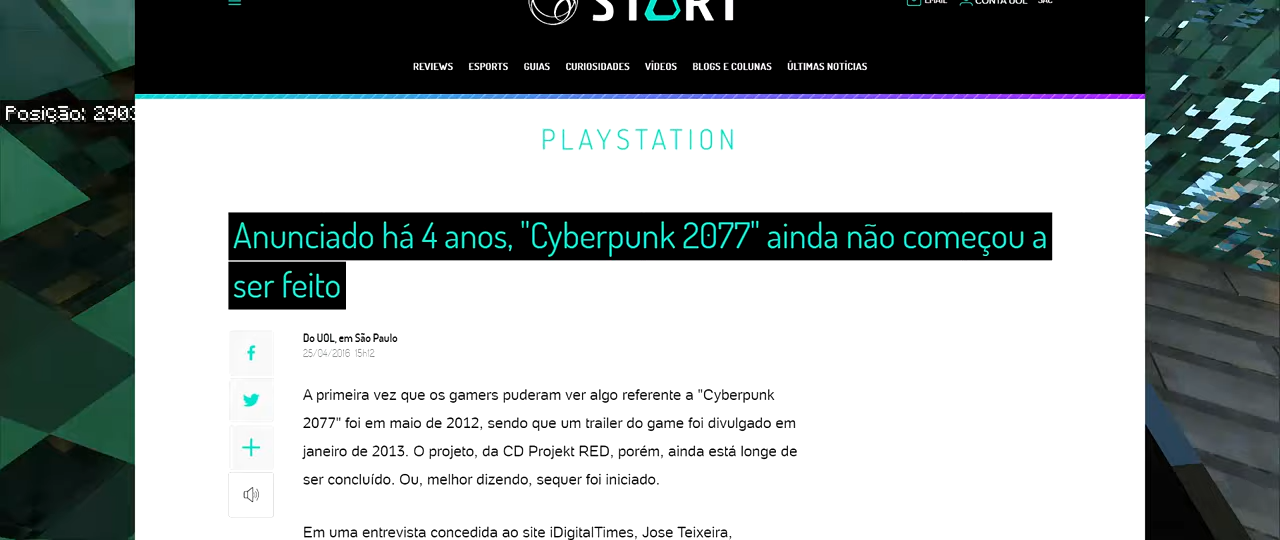 START
EMAIL
CONTA UOL
SAC
REVIEWS ESPORTS GUIAS CURIOSIDADES VÍDEOS BLOGS E COLUNAS ÚLTIMAS NOTÍCIAS
Posição: 2903
PLAYSTATION
Anunciado há 4 anos, "Cyberpunk 2077" ainda não começou a
ser feito
Do UOL, em São Paulo
25/04/2016 15h12
A primeira vez que os gamers puderam ver algo referente a "Cyberpunk
2077" foi em maio de 2012, sendo que um trailer do game foi divulgado em
janeiro de 2013. O projeto, da CD Projekt RED, porém, ainda está longe de
ser concluído. Ou, melhor dizendo, sequer foi iniciado.
Em uma entrevista concedida ao site iDigitalTimes, Jose Teixeira,